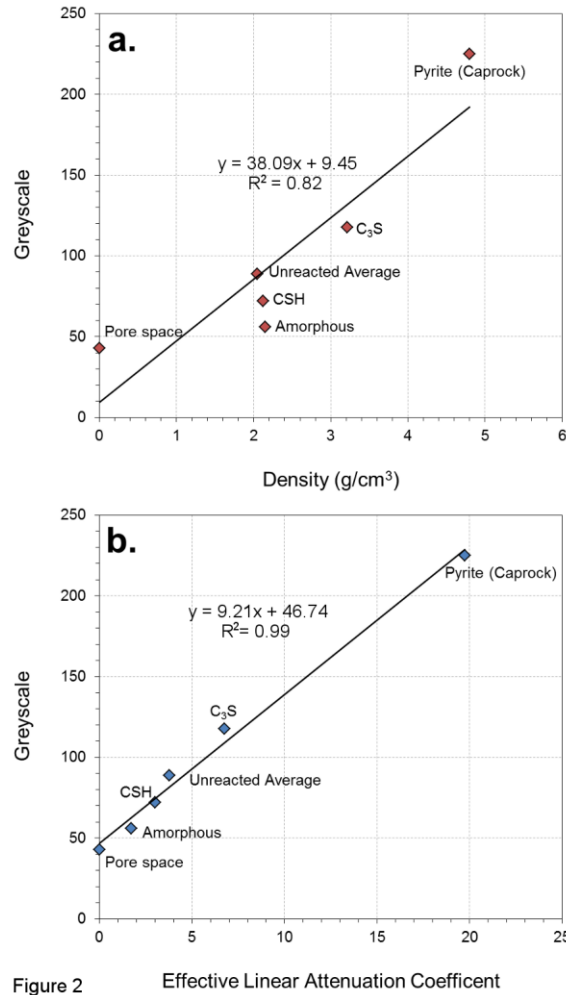 250
a.
Pyrite (Caprock)
200
y = 38.09x + 9.45
R² = 0.82
150
C₃S
100
Unreacted Average
CSH
Amorphous
50
Pore space
0
0 1 2 3 4 5 6
Greyscale
Density (g/cm³)
250
b.
Pyrite (Caprock)
200
y = 9.21x + 46.74
R²= 0.99
150
C₃S
100
Unreacted Average
CSH
Amorphous
50
Pore space
0
0 5 10 15 20 25
Greyscale
Effective Linear Attenuation Coefficent
Figure 2